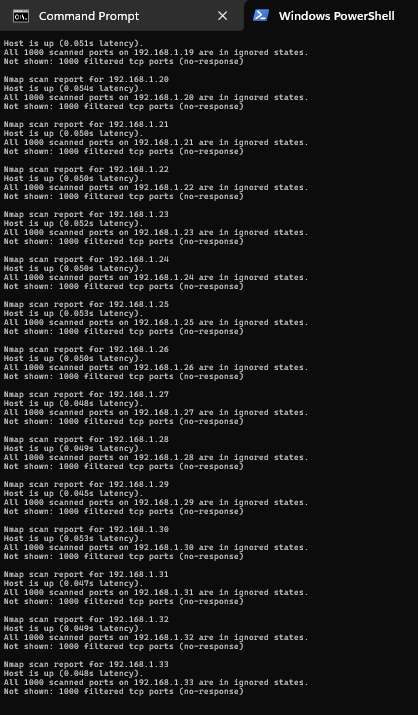 Command Prompt
Windows PowerShell
Host is up (0.051s latency).
All 1000 scanned ports on 192.168.1.19 are in ignored states.
Not shown: 1000 filtered tcp ports (no-response)
Nmap scan report for 192.168.1.20
Host is up (0.054s latency).
All 1000 scanned ports on 192.168.1.20 are in ignored states.
Not shown: 1000 filtered tcp ports (no-response)
Nmap scan report for 192.168.1.21
Host is up (0.050s latency).
All 1000 scanned ports on 192.168.1.21 are in ignored states.
Not shown: 1000 filtered tcp ports (no-response)
Nmap scan report for 192.168.1.22
Host is up (0.050s latency).
All 1000 scanned ports on 192.168.1.22 are in ignored states.
Not shown: 1000 filtered tcp ports (no-response)
Nmap scan report for 192.168.1.23
Host is up (0.052s latency).
All 1000 scanned ports on 192.168.1.23 are in ignored states.
Not shown: 1000 filtered tcp ports (no-response)
Nmap scan report for 192.168.1.24
Host is up (0.050s latency).
All 1000 scanned ports on 192.168.1.24 are in ignored states.
Not shown: 1000 filtered tcp ports (no-response)
Nmap scan report for 192.168.1.25
Host is up (0.053s latency).
All 1000 scanned ports on 192.168.1.25 are in ignored states.
Not shown: 1000 filtered tcp ports (no-response)
Nmap scan report for 192.168.1.26
Host is up (0.050s latency).
All 1000 scanned ports on 192.168.1.26 are in ignored states.
Not shown: 1000 filtered tcp ports (no-response)
Nmap scan report for 192.168.1.27
Host is up (0.048s latency).
All 1000 scanned ports on 192.168.1.27 are in ignored states.
Not shown: 1000 filtered tcp ports (no-response)
Nmap scan report for 192.168.1.28
Host is up (0.049s latency).
All 1000 scanned ports on 192.168.1.28 are in ignored states.
Not shown: 1000 filtered tcp ports (no-response)
Nmap scan report for 192.168.1.29
Host is up (0.045s latency).
All 1000 scanned ports on 192.168.1.29 are in ignored states.
Not shown: 1000 filtered tcp ports (no-response)
Nmap scan report for 192.168.1.30
Host is up (0.053s latency).
All 1000 scanned ports on 192.168.1.30 are in ignored states.
Not shown: 1000 filtered tcp ports (no-response)
Nmap scan report for 192.168.1.31
Host is up (0.047s latency).
All 1000 scanned ports on 192.168.1.31 are in ignored states.
Not shown: 1000 filtered tcp ports (no-response)
Nmap scan report for 192.168.1.32
Host is up (0.049s latency).
All 1000 scanned ports on 192.168.1.32 are in ignored states.
Not shown: 1000 filtered tcp ports (no-response)
Nmap scan report for 192.168.1.33
Host is up (0.048s latency).
All 1000 scanned ports on 192.168.1.33 are in ignored states.
Not shown: 1000 filtered tcp ports (no-response)